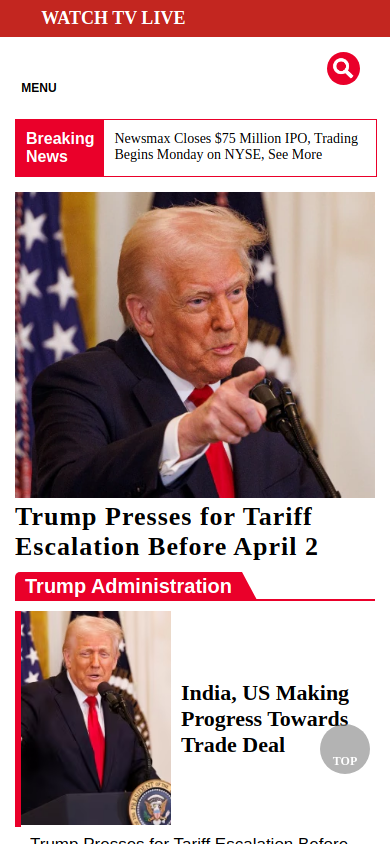 WATCH TV LIVE
MENU
Breaking
News
Newsmax Closes $75 Million IPO, Trading
Begins Monday on NYSE, See More
Trump Presses for Tariff
Escalation Before April 2
Trump Administration
India, US Making
Progress Towards
Trade Deal
TOP
Trump Presses for Tariff Escalation Before